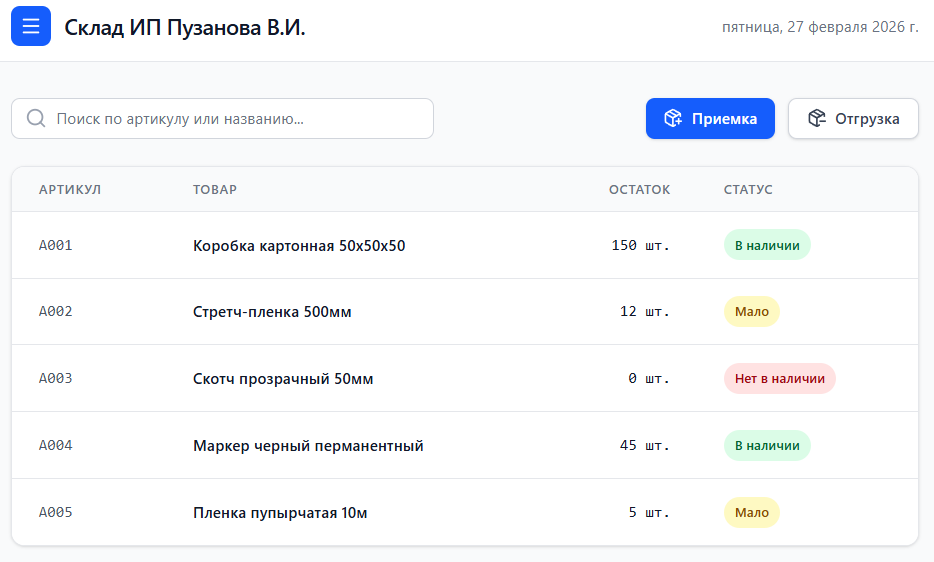 Склад ИП Пузанова В.И.
пятница, 27 февраля 2026 г.
Поиск по артикулу или названию...
Приемка
Отгрузка
АРТИКУЛ ТОВАР ОСТАТОК СТАТУС
A001 Коробка картонная 50x50x50 150 шт. В наличии
A002 Стретч-пленка 500мм 12 шт. Мало
A003 Скотч прозрачный 50мм 0 шт. Нет в наличии
A004 Маркер черный перманентный 45 шт. В наличии
A005 Пленка пупырчатая 10м 5 шт. Мало